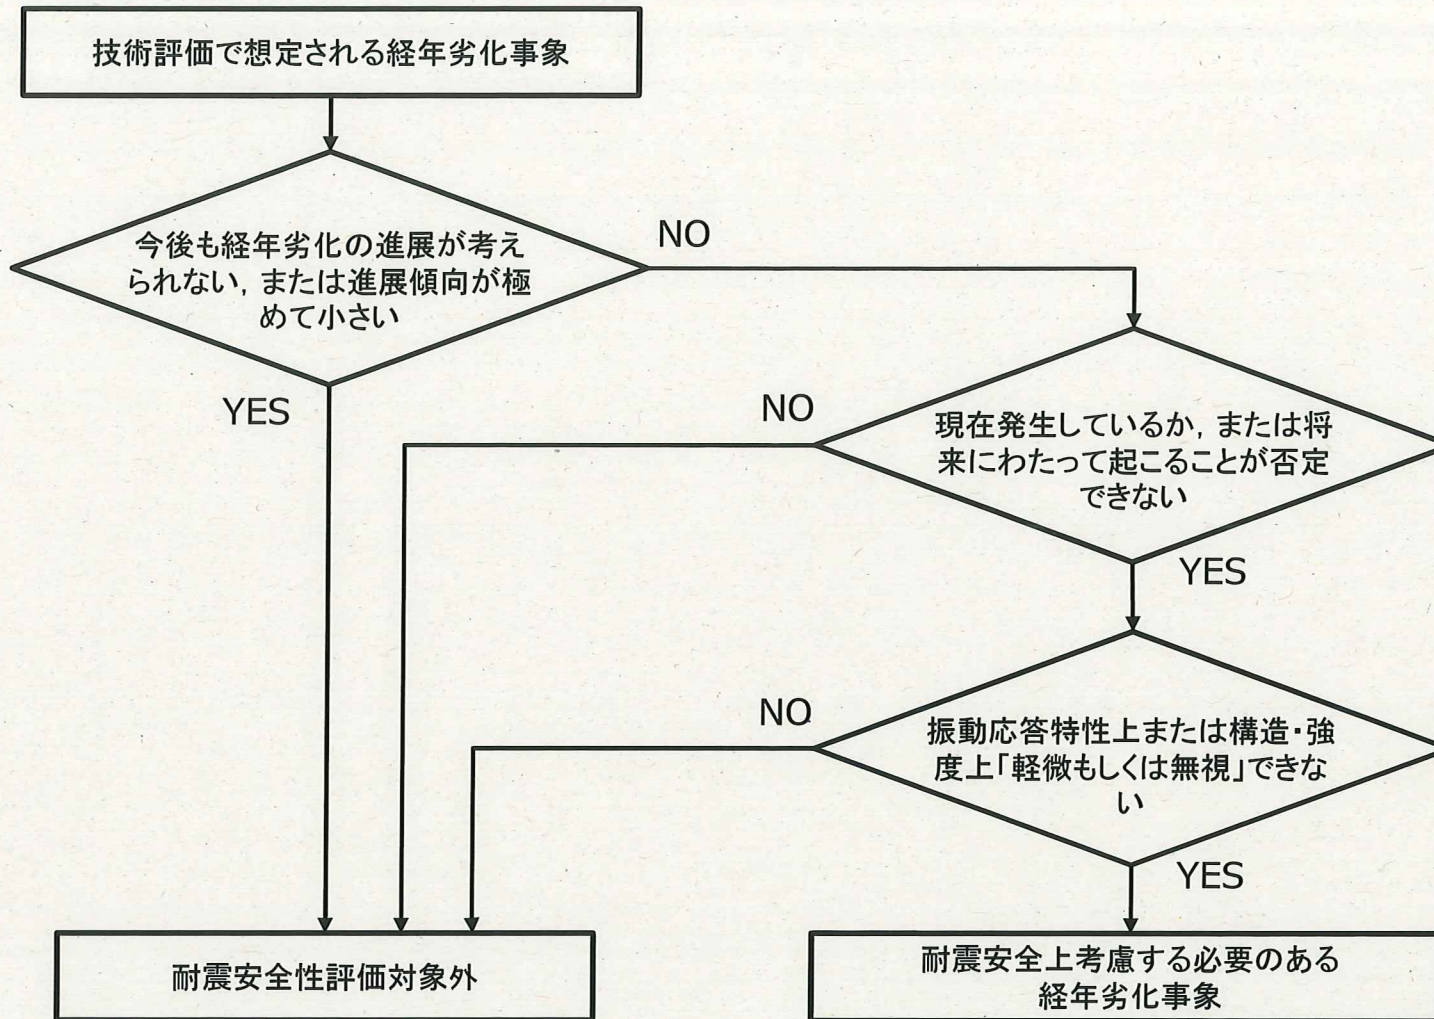 技術評価で想定される経年劣化事象
今後も経年劣化の進展が考え
られない，または進展傾向が極
めて小さい
NO
YES
現在発生しているか，または将
来にわたって起こることが否定
できない
NO
YES
振動応答特性上または構造・強
度上「軽微もしくは無視」できな
い
NO
YES
耐震安全性評価対象外
耐震安全上考慮する必要のある
経年劣化事象